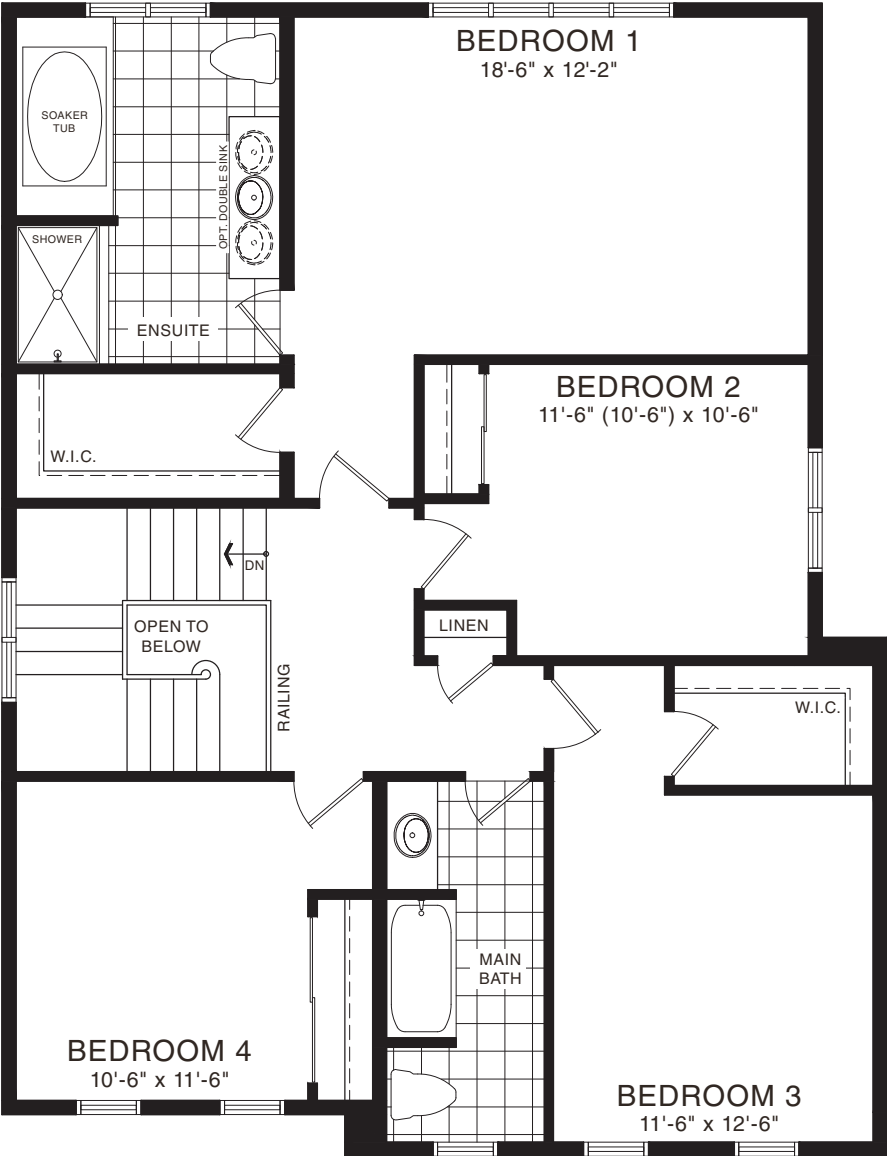 BEDROOM 1
18'-6" x 12'-2"
SOAKER
TUB
OPT. DOUBLE SINK
SHOWER
ENSUITE
BEDROOM 2
11'-6" (10'-6") x 10'-6"
W.I.C.
DN
OPEN TO
BELOW
LINEN
RAILING
W.I.C.
MAIN
BATH
BEDROOM 4
10'-6" x 11'-6"
BEDROOM 3
11'-6" x 12'-6"